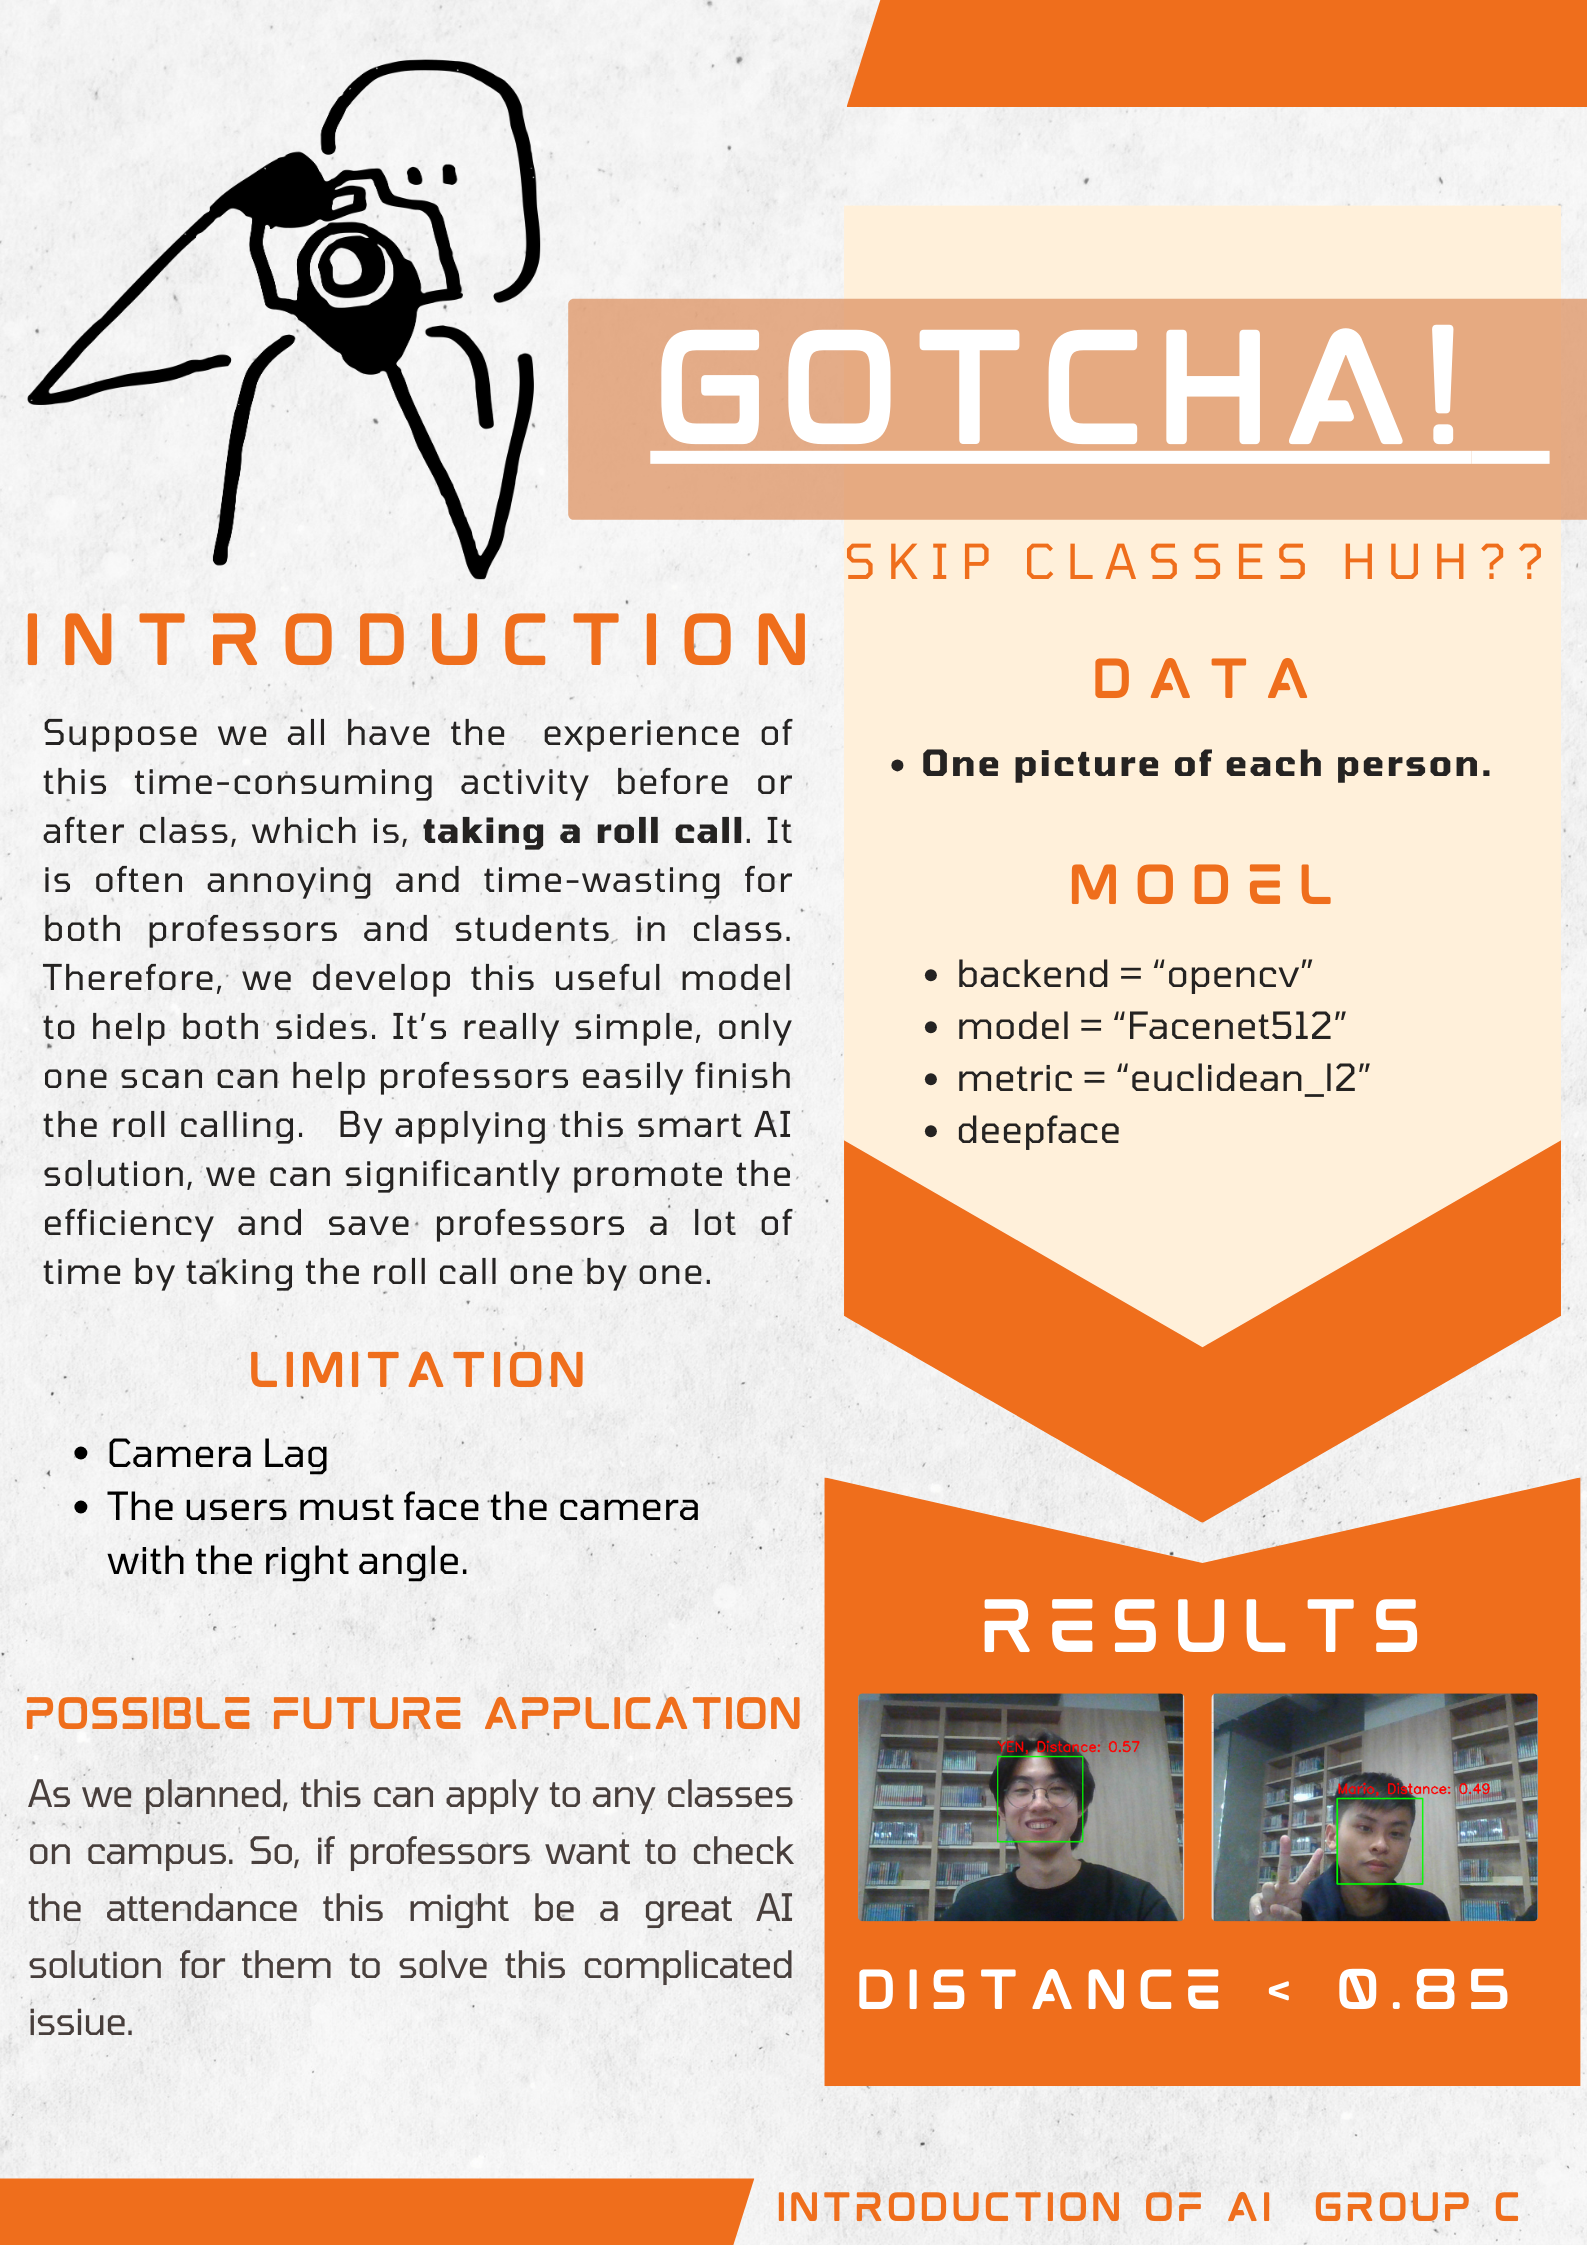 GOTCHA!
SKIP CLASSES HUH??
INTRODUCTION
Suppose we all have the experience of
this time-consuming activity before or
after class, which is, taking a roll call. It
is often annoying and time-wasting for
both professors and students in class.
Therefore, we develop this useful model
to help both sides. It's really simple, only
one scan can help professors easily finish
the roll calling. By applying this smart AI
solution, we can significantly promote the
efficiency and save professors a lot of
time by taking the roll call one by one.
LIMITATION
• Camera Lag
• The users must face the camera
with the right angle.
POSSIBLE FUTURE APPLICATION
As we planned, this can apply to any classes
on campus. So, if professors want to check
the attendance this might be a great AI
solution for them to solve this complicated
issiue.
DATA
• One picture of each person.
MODEL
• backend = “opencv”
• model = “Facenet512”
• metric = “euclidean_l2”
• deepface
RESULTS
YEN, Distance: 0.57
Distance: 0.49
DISTANCE < 0.85
INTRODUCTION OF AI GROUP C